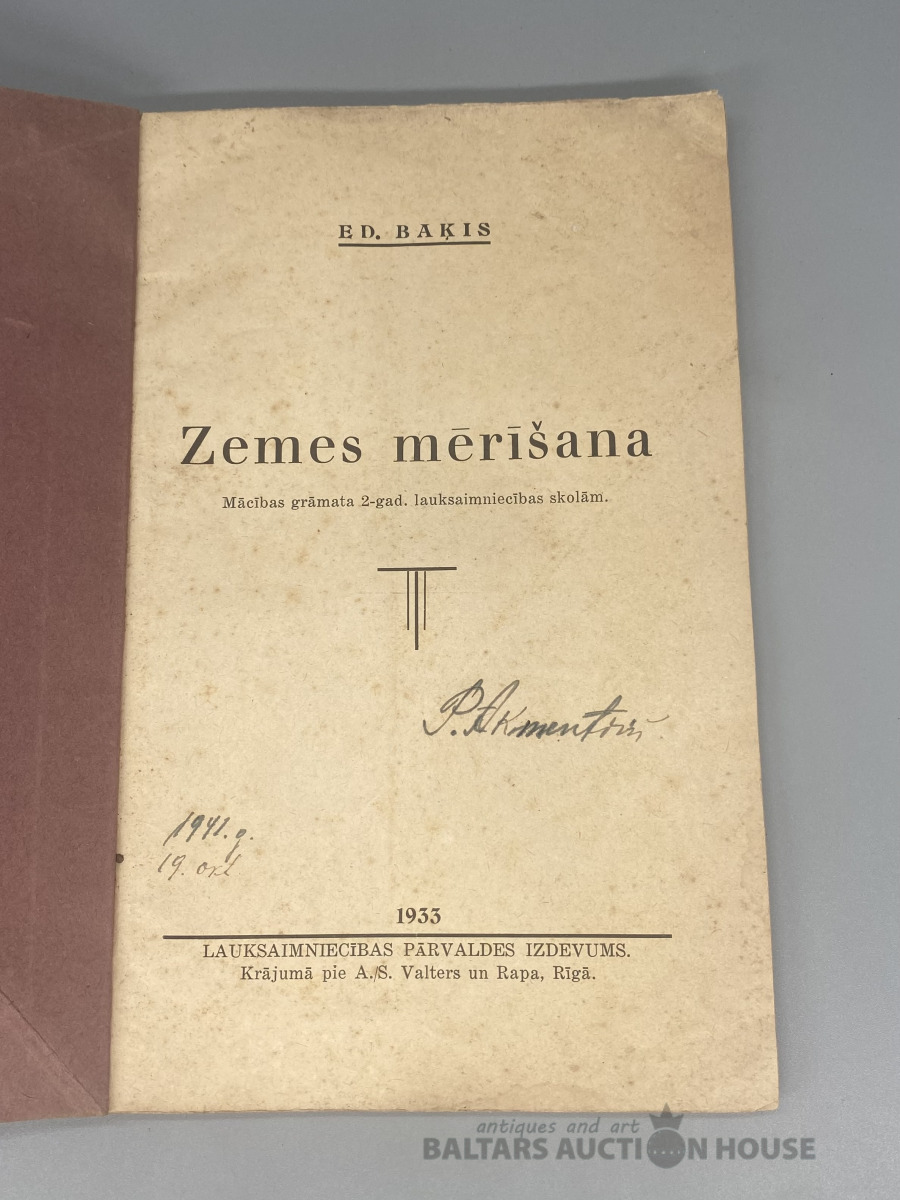 ED. BAĶIS
Zemes mērīšana
Mācības grāmata 2-gad. lauksaimniecības skolām.
P.
1941. g.
19. okt
1933
LAUKSAIMNIECĪBAS PĀRVALDES IZDEVUMS.
Krājumā pie A./S. Valters un Rapa, Rīgā.
antiques and art
BALTARS AUCTION HOUSE